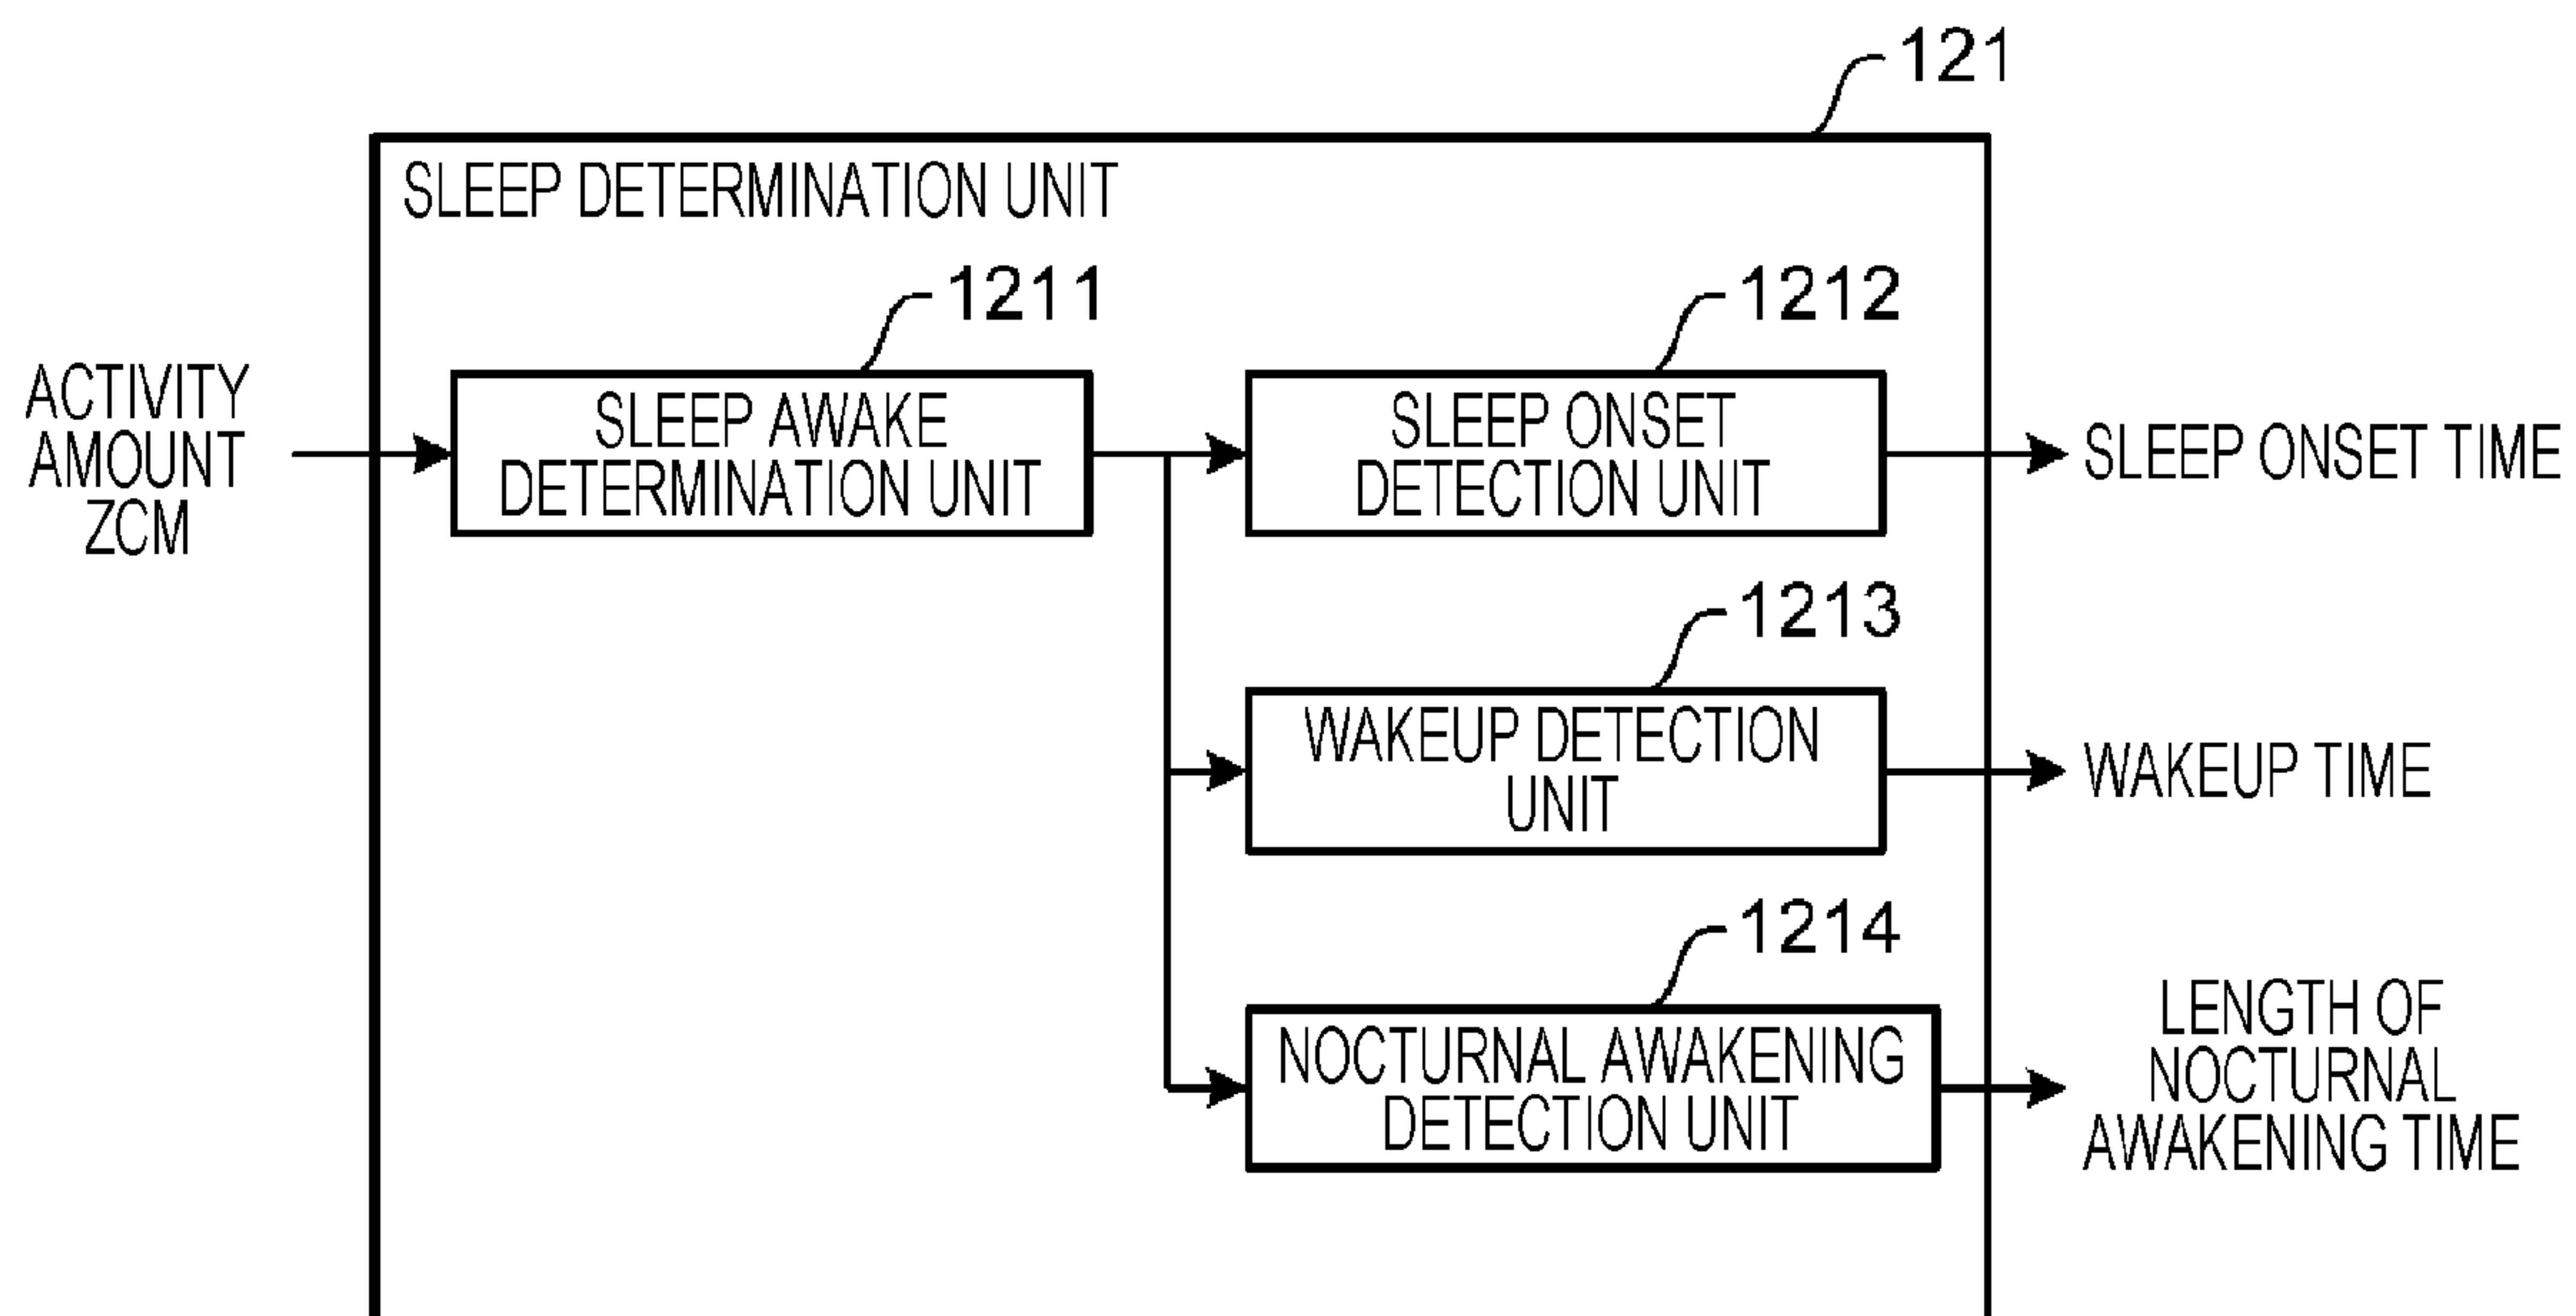 121
SLEEP DETERMINATION UNIT
1211
1212
ACTIVITY
AMOUNT
ZCM
SLEEP AWAKE
DETERMINATION UNIT
SLEEP ONSET
DETECTION UNIT
SLEEP ONSET TIME
1213
WAKEUP DETECTION
UNIT
WAKEUP TIME
1214
NOCTURNAL AWAKENING
DETECTION UNIT
LENGTH OF
NOCTURNAL
AWAKENING TIME